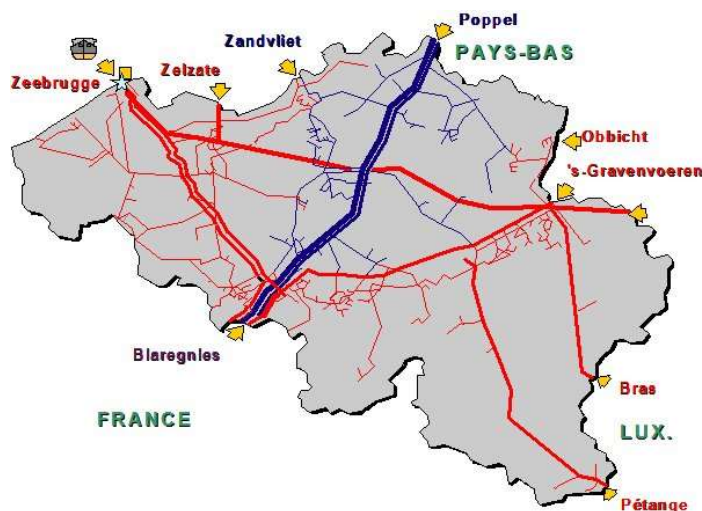 Poppel
Zandvliet
PAYS-BAS
Zelzate
Zeebrugge
Obbicht
's-Gravenvoeren
Blaregnies
Bras
FRANCE
LUX.
Pétange